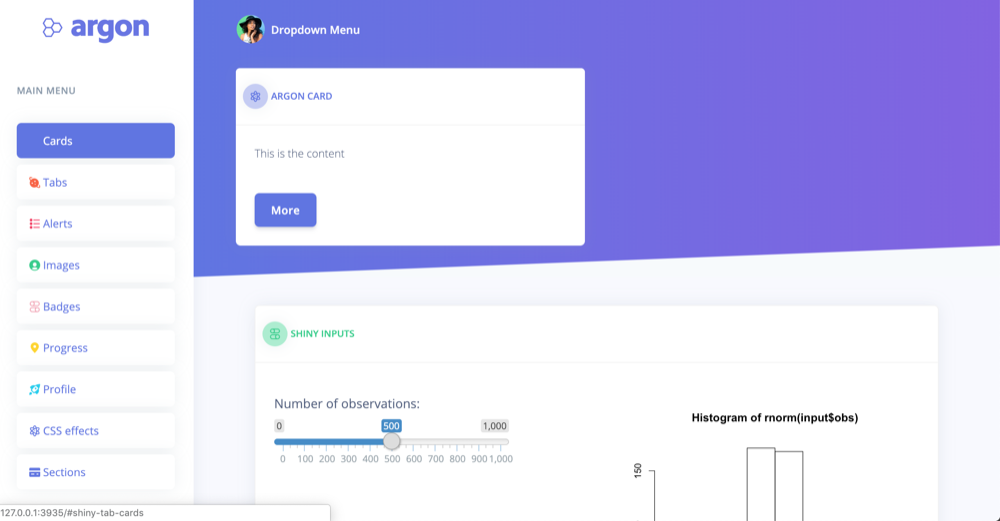 argon
MAIN MENU
Cards
Tabs
Alerts
Images
Badges
Progress
Profile
CSS effects
Sections
Dropdown Menu
ARGON CARD
This is the content
More
SHINY INPUTS
Number of observations:
0 500 1,000
0 100 200 300 400 500 600 700 800 900 1,000
Histogram of rnorm(input$obs)
150
127.0.0.1:3935/#shiny-tab-cards